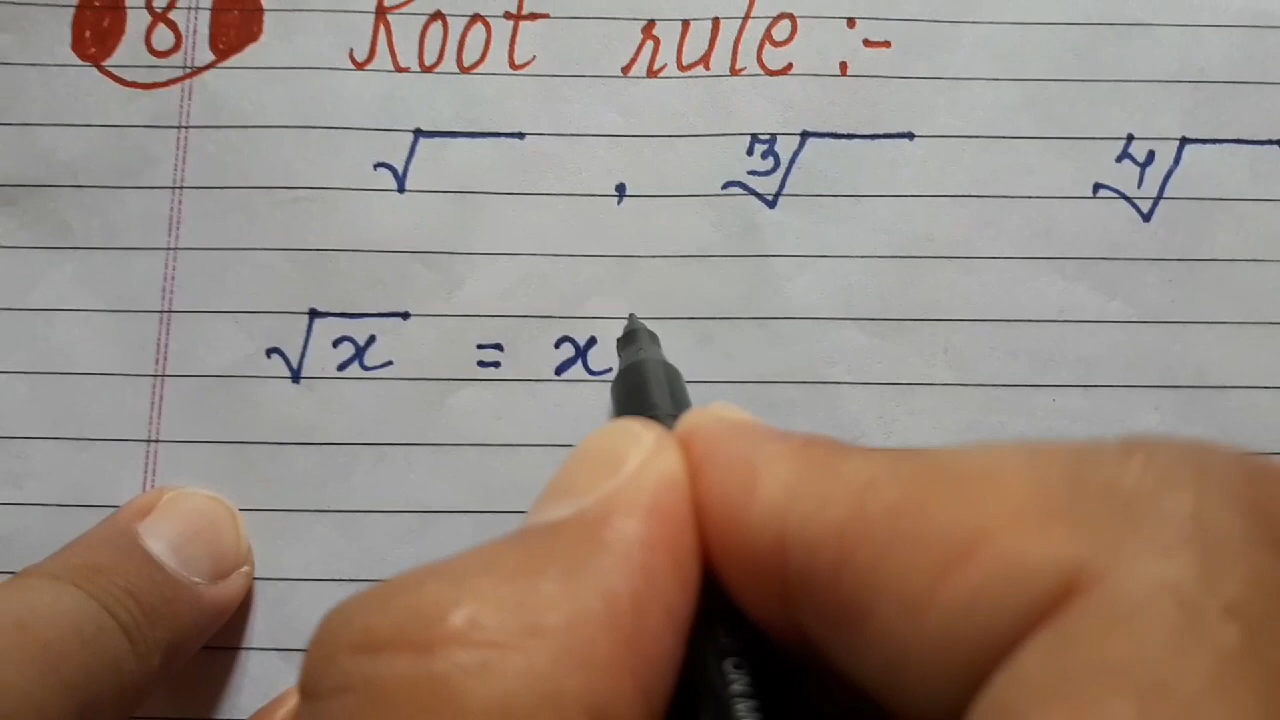 8 Root rule :-
√ , ∛ ∜
√x = x